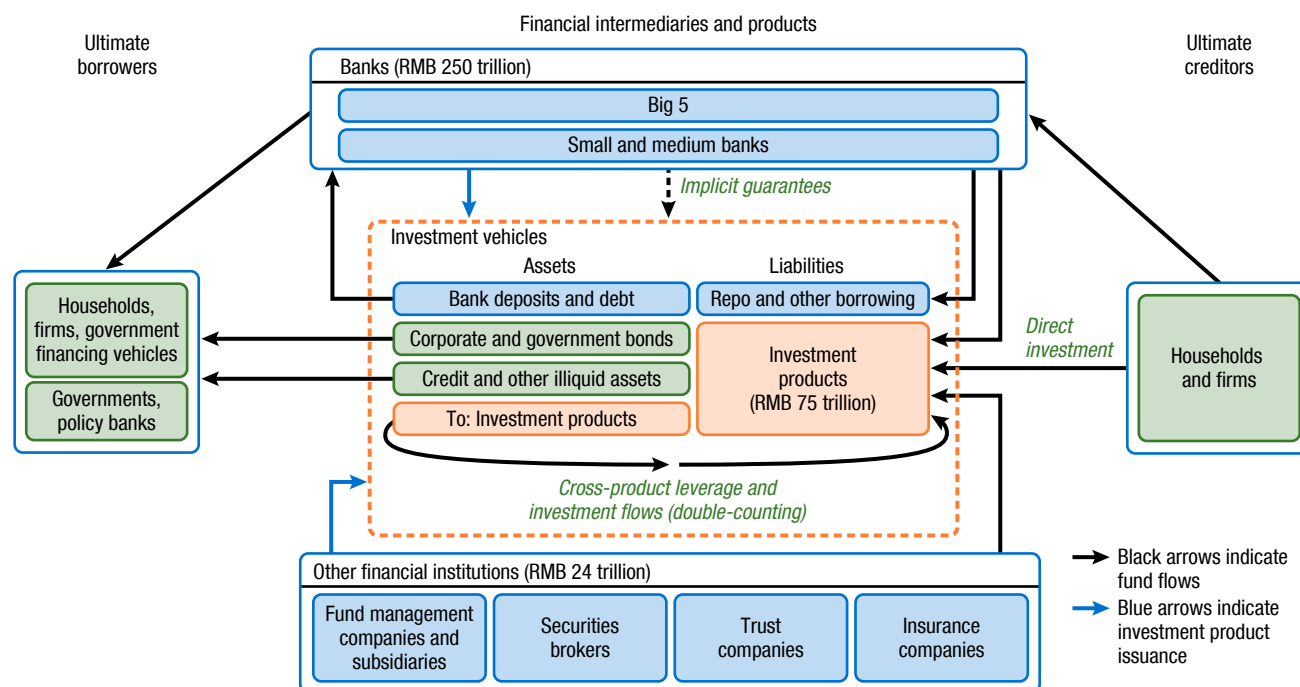 Financial intermediaries and products
Ultimate
borrowers
Ultimate
creditors
Banks (RMB 250 trillion)
Big 5
Small and medium banks
Implicit guarantees
Investment vehicles
Assets
Liabilities
Bank deposits and debt
Repo and other borrowing
Corporate and government bonds
Credit and other illiquid assets
To: Investment products
Investment
products
(RMB 75 trillion)
Households,
firms, government
financing vehicles
Governments,
policy banks
Direct
investment
Households
and firms
Cross-product leverage and
investment flows (double-counting)
Other financial institutions (RMB 24 trillion)
Fund management
companies and
subsidiaries
Securities
brokers
Trust
companies
Insurance
companies
Black arrows indicate
fund flows
Blue arrows indicate
investment product
issuance